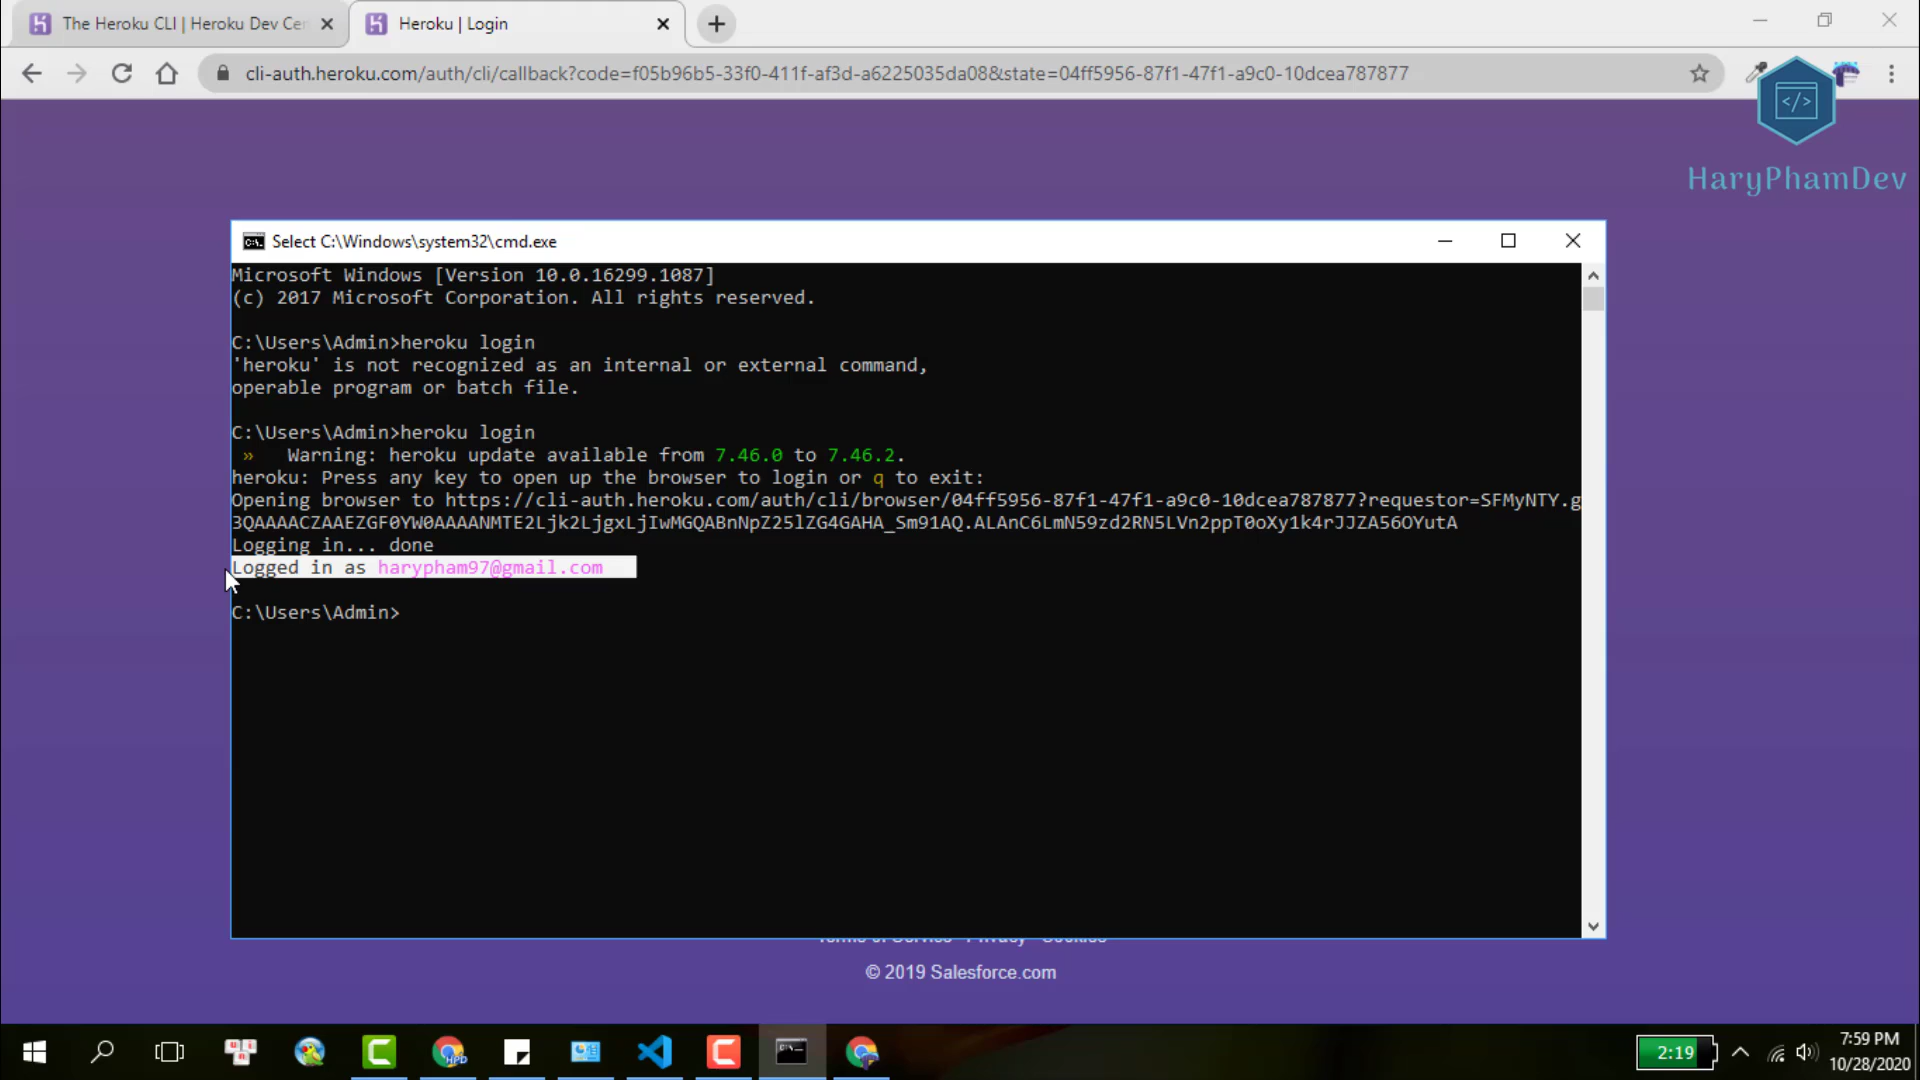 The Heroku CLI | Heroku Dev Cen
Heroku | Login
cli-auth.heroku.com/auth/cli/callback?code=f05b96b5-33f0-411f-af3d-a6225035da08&state=04ff5956-87f1-47f1-a9c0-10dcea787877
</>
HaryPhamDev
C:\. Select C:\Windows\system32\cmd.exe
Microsoft Windows [Version 10.0.16299.1087]
(c) 2017 Microsoft Corporation. All rights reserved.
C:\Users\Admin>heroku login
'heroku' is not recognized as an internal or external command,
operable program or batch file.
C:\Users\Admin>heroku login
» Warning: heroku update available from 7.46.0 to 7.46.2.
heroku: Press any key to open up the browser to login or q to exit:
Opening browser to https://cli-auth.heroku.com/auth/cli/browser/04ff5956-87f1-47f1-a9c0-10dcea787877?requestor=SFMyNTY.g
3QAAAACZAAEZGF0YW0AAAANMTE2Ljk2LjgxLjIwMGQABnNpZ25lZG4GAHA_Sm91AQ.ALAnC6LmN59zd2RN5LVn2ppT0oXy1k4rJJZA56OYutA
Logging in... done
Logged in as harypham97@gmail.com
C:\Users\Admin>
Terms of Service Privacy Cookies
© 2019 Salesforce.com
HPD
2:19
7:59 PM
10/28/2020